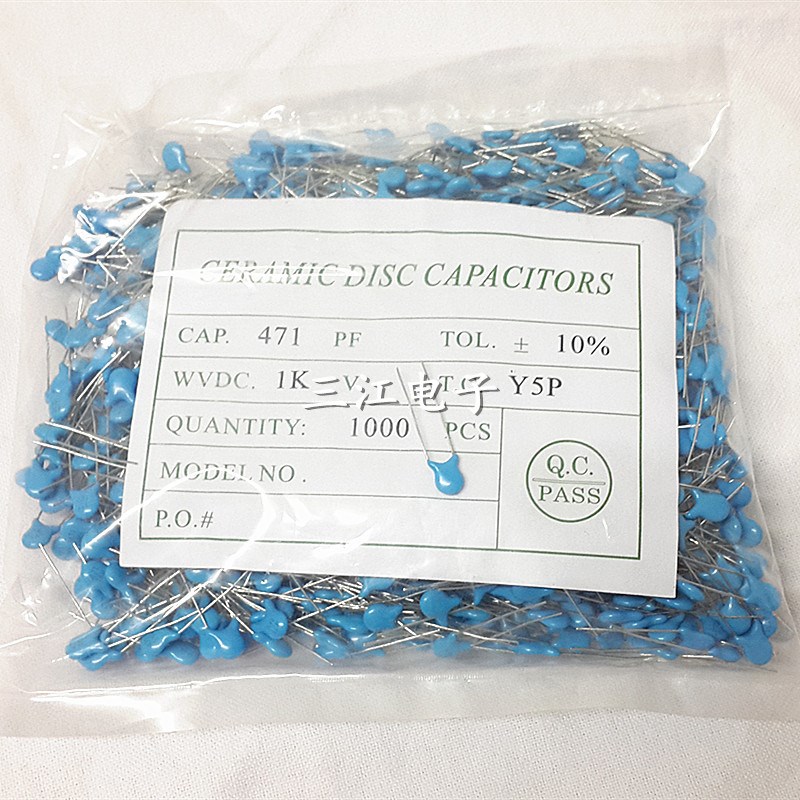 CERAMIC DISC CAPACITORS
CAP. 471 PF TOL. ± 10%
WVDC. 1K V. T.C. Y5P
三江电子
QUANTITY: 1000 PCS
MODEL NO.
Q.C.
PASS
P.O.#